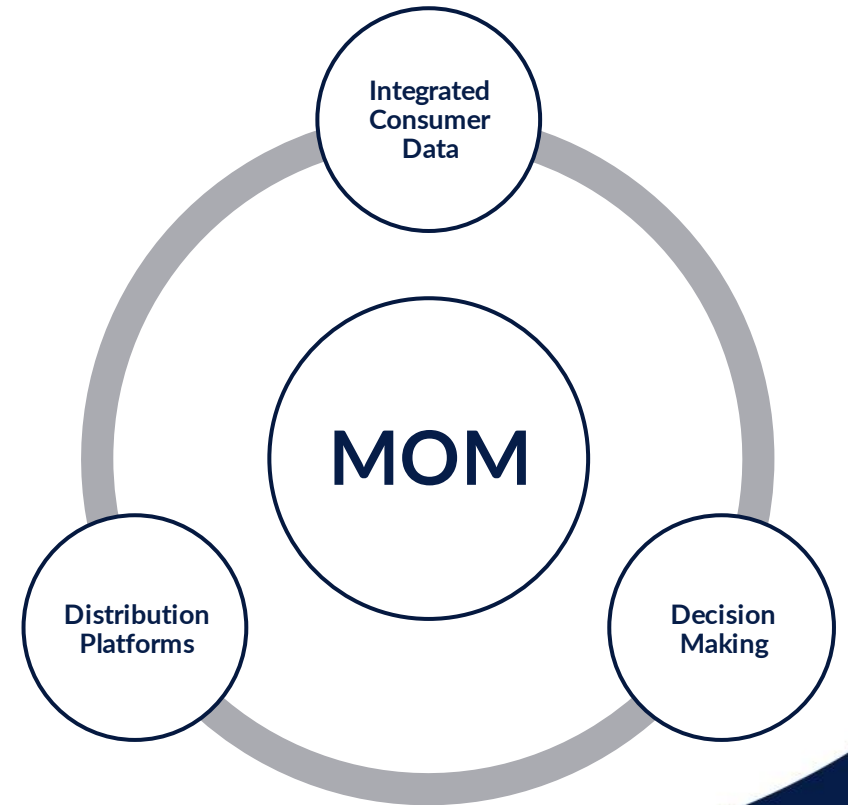 Integrated
Consumer
Data
MOM
Distribution
Platforms
Decision
Making